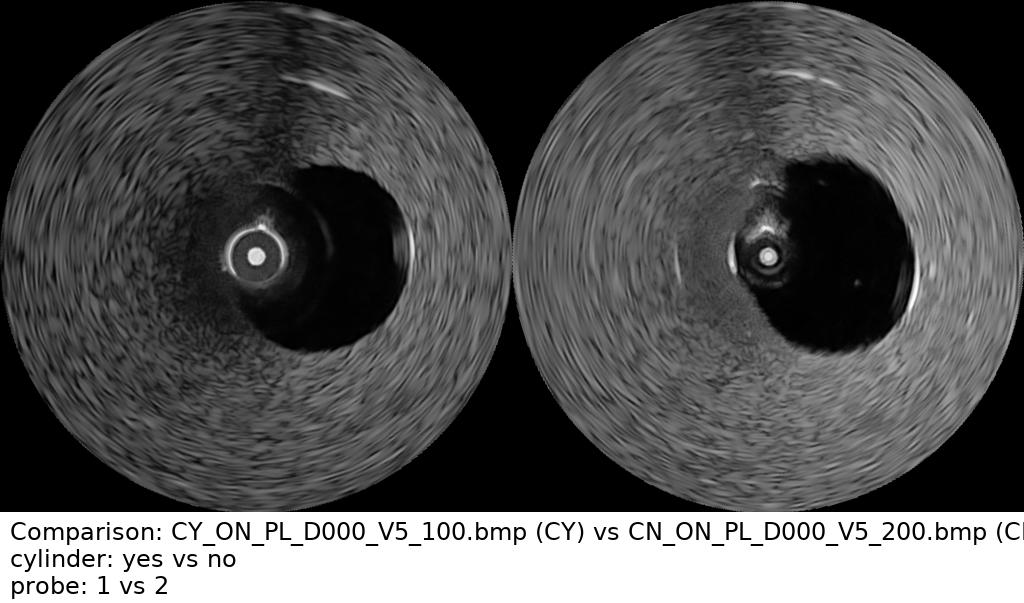 Comparison: CY_ON_PL_D000_V5_100.bmp (CY) vs CN_ON_PL_D000_V5_200.bmp
cylinder: yes vs no
probe: 1 vs 2